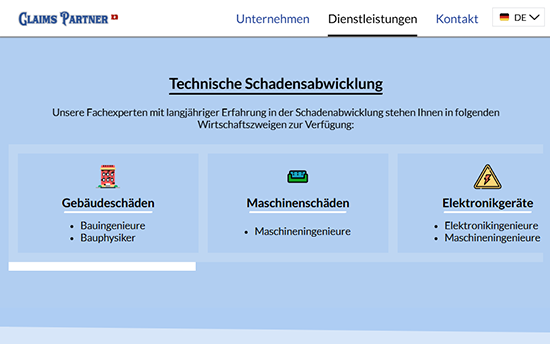 CLAIMS PARTNER
Unternehmen
Dienstleistungen
Kontakt
DE
Technische Schadensabwicklung
Unsere Fachexperten mit langjähriger Erfahrung in der Schadenabwicklung stehen Ihnen in folgenden
Wirtschaftszweigen zur Verfügung:
Gebäudeschäden
• Bauingenieure
• Bauphysiker
Maschinenschäden
• Maschineningenieure
Elektronikgeräte
• Elektronikingenieure
• Maschineningenieure